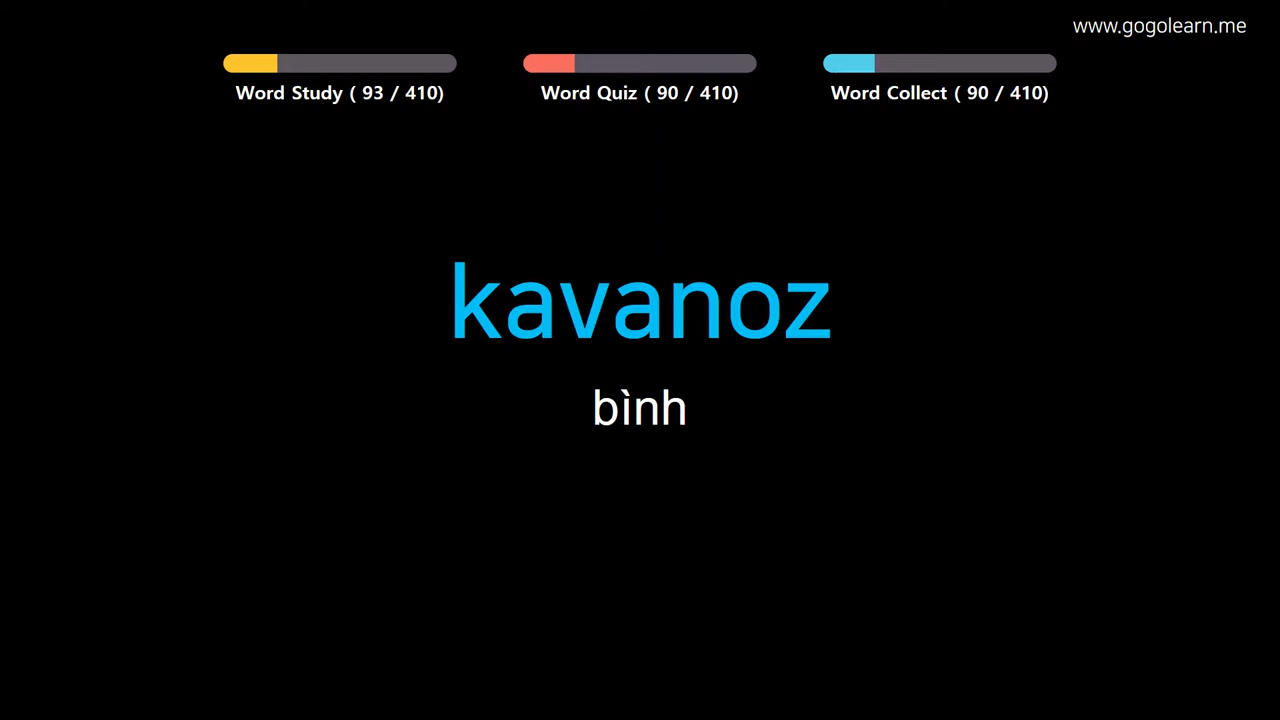 www.gogolearn.me
Word Study ( 93 / 410)
Word Quiz ( 90 / 410)
Word Collect ( 90 / 410)
kavanoz
bình